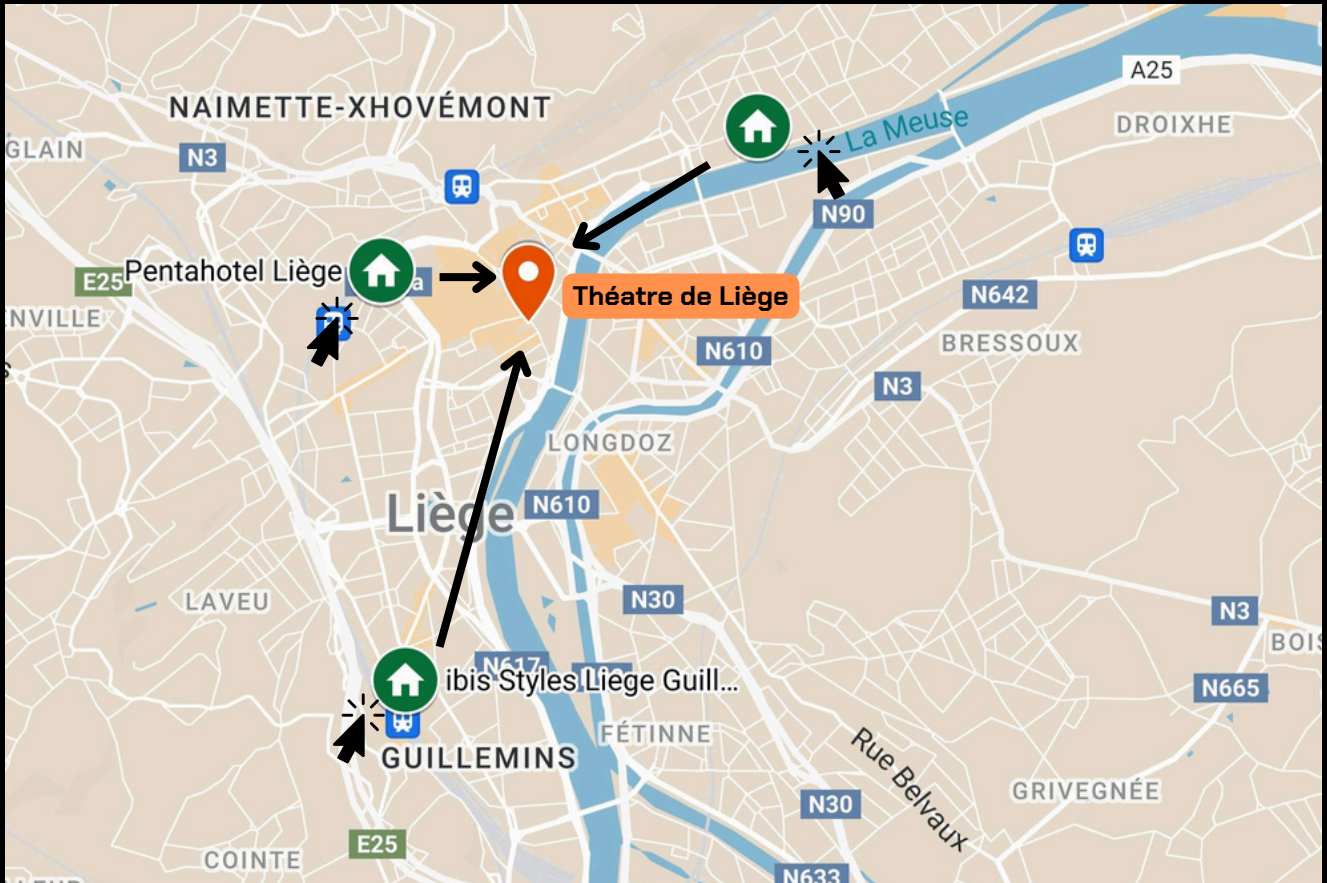 A25
NAIMETTE-XHOVÉMONT
La Meuse
DROIXHE
GLAIN
N3
N90
Pentahotel Liège
E25
Théatre de Liège
N642
ENVILLE
BRESSOUX
N610
N3
LONGDOZ
Liège
N610
N30
LAVEU
N3
BOIS
N617
ibis Styles Liege Guill...
N665
FÉTINNE
GUILLEMINS
Rue Belvaux
GRIVEGNÉE
N30
E25
COINTE
N633